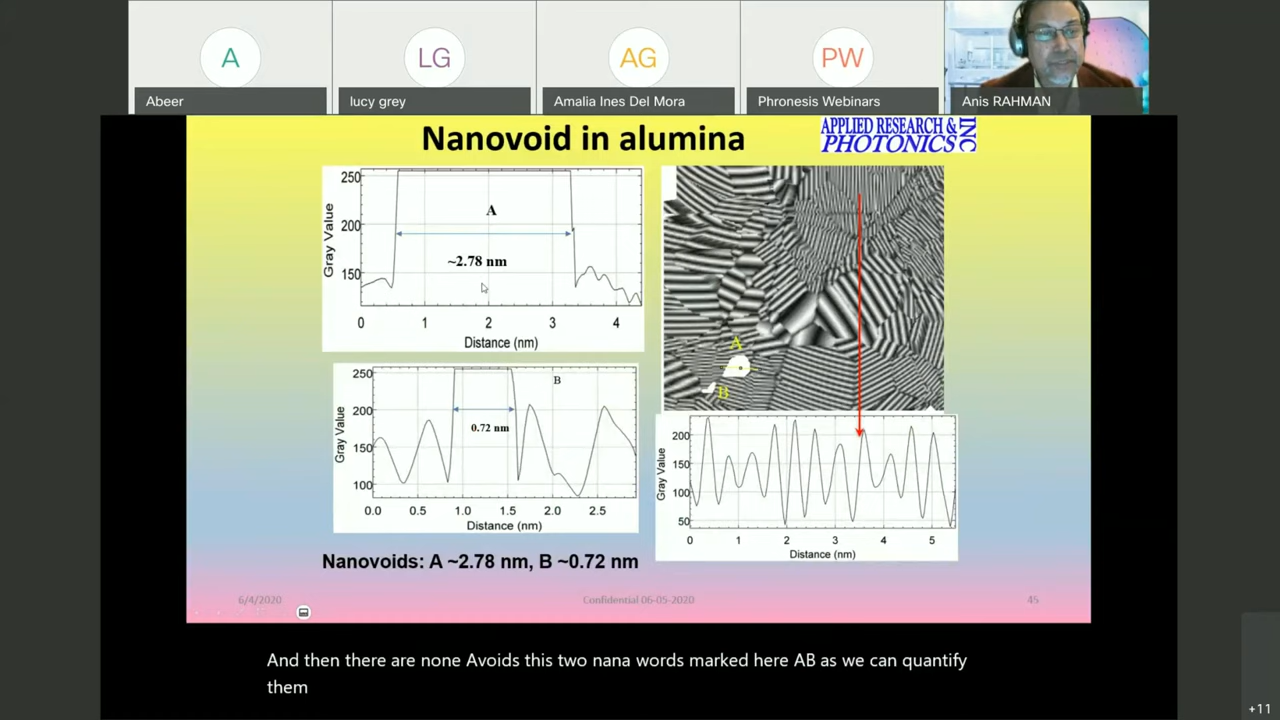 A
LG
AG
PW
Abeer
lucy grey
Amalia Ines Del Mora
Phronesis Webinars
Anis RAHMAN
Nanovoid in alumina
APPLIED RESEARCH &
PHOTONICS
INC
250
200
150
Gray Value
A
~2.78 nm
0 1 2 3 4
Distance (nm)
A
B
250
200
150
100
Gray Value
B
0.72 nm
0.0 0.5 1.0 1.5 2.0 2.5
Distance (nm)
200
150
100
50
Gray Value
0 1 2 3 4 5
Distance (nm)
Nanovoids: A ~2.78 nm, B ~0.72 nm
6/4/2020
Confidential 06-05-2020
45
And then there are none Avoids this two nana words marked here AB as we can quantify
them
+11